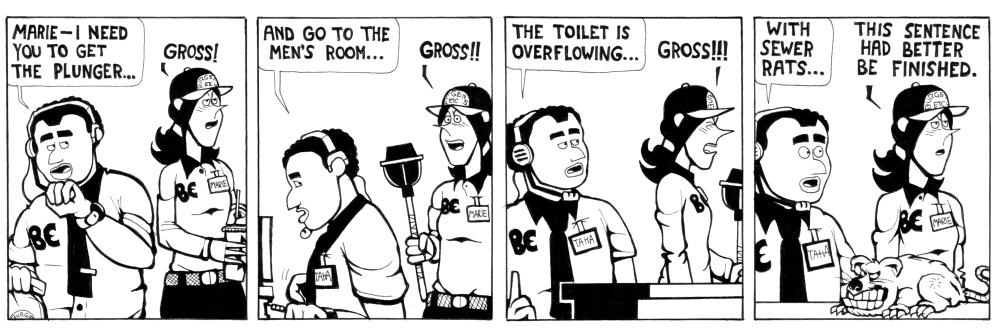 MARIE—I NEED
YOU TO GET
THE PLUNGER...
GROSS!
BE
BE
MARIE
AND GO TO THE
MEN'S ROOM...
GROSS!!
TAHA
BE
MARIE
THE TOILET IS
OVERFLOWING...
GROSS!!!
BE
TAHA
B
WITH
SEWER
RATS...
THIS SENTENCE
HAD BETTER
BE FINISHED.
BE
TAHA
BE
MARIE